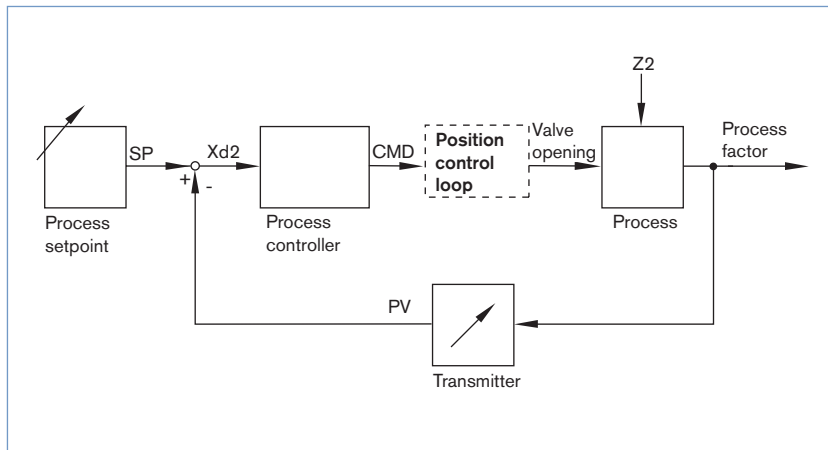 Z2
Process
setpoint
SP
+
-
Xd2
Process
controller
CMD
Position
control
loop
Valve
opening
Process
Process
factor
PV
Transmitter